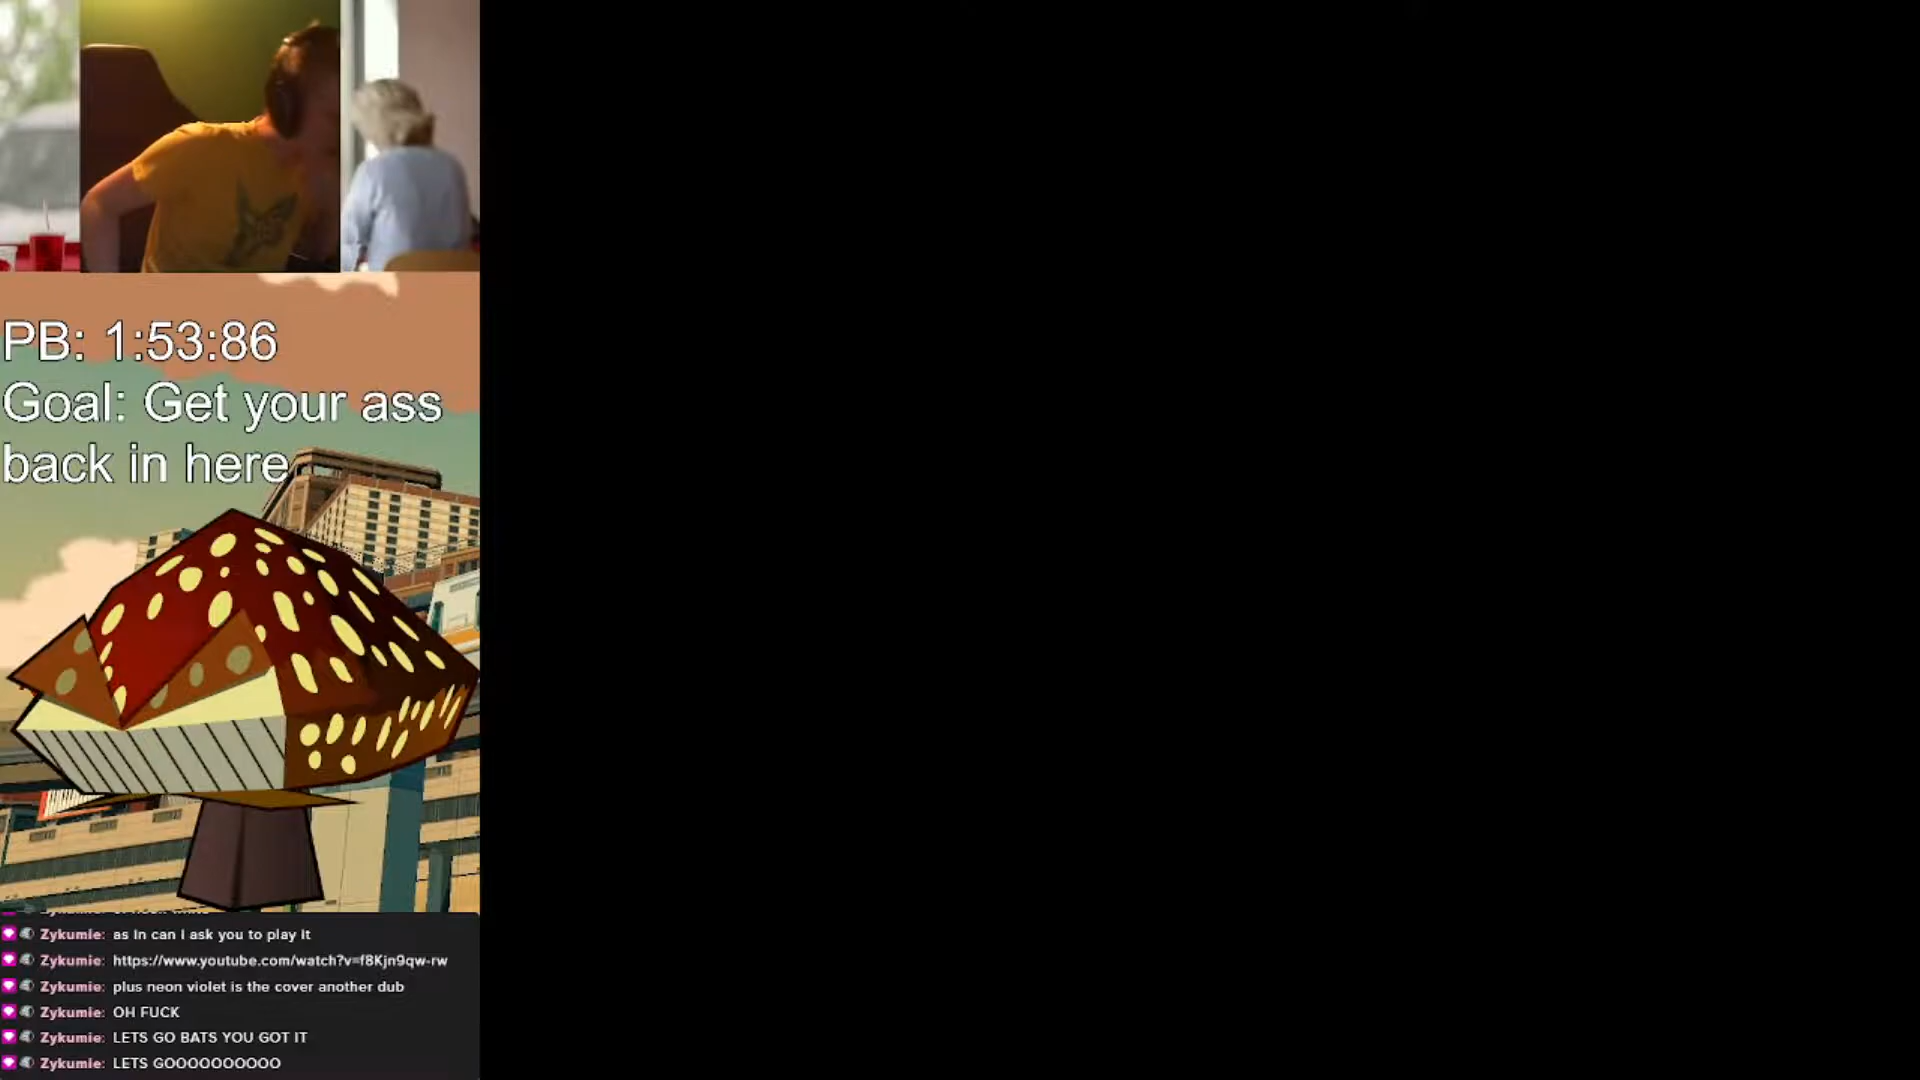 PB: 1:53:86
Goal: Get your ass
back in here
Zykumie: as in can I ask you to play it
Zykumie: https://www.youtube.com/watch?v=f8Kjn9qw-rw
Zykumie: plus neon violet is the cover another dub
Zykumie: OH FUCK
Zykumie: LETS GO BATS YOU GOT IT
Zykumie: LETS GOOOOOOOOOO